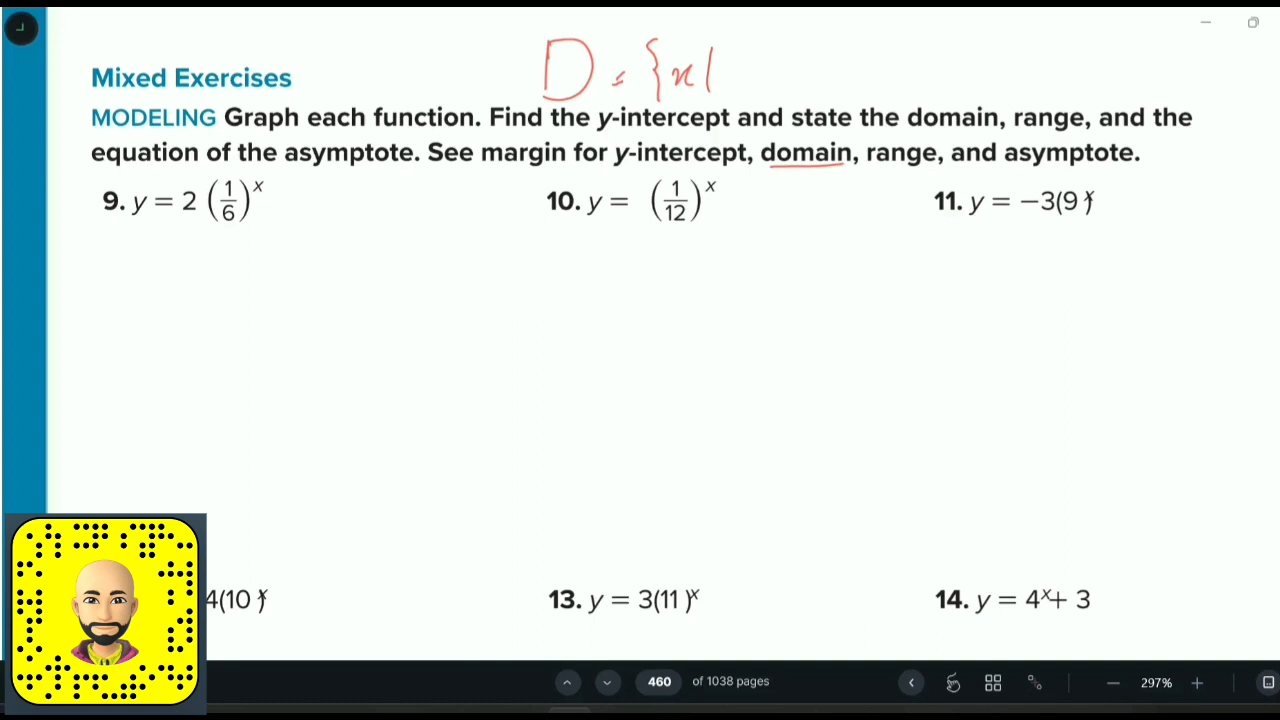 D = {x|
Mixed Exercises
MODELING Graph each function. Find the y-intercept and state the domain, range, and the
equation of the asymptote. See margin for y-intercept, domain, range, and asymptote.
9. y = 2 (1/6)^x 10. y = (1/12)^x 11. y = −3(9)^x
4(10)^x 13. y = 3(11)^x 14. y = 4^x + 3
460 of 1038 pages 297%